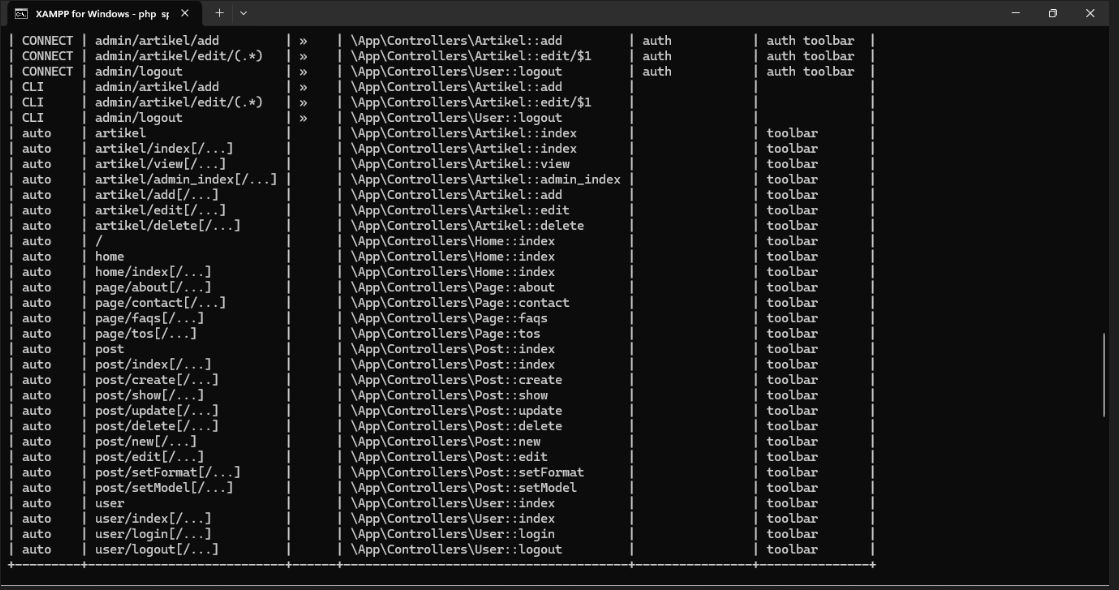 XAMPP for Windows - php sp
| CONNECT | admin/artikel/add | » | \App\Controllers\Artikel::add | auth | auth toolbar |
| CONNECT | admin/artikel/edit/(.*) | » | \App\Controllers\Artikel::edit/$1 | auth | auth toolbar |
| CONNECT | admin/logout | » | \App\Controllers\User::logout | auth | auth toolbar |
| CLI | admin/artikel/add | » | \App\Controllers\Artikel::add | | |
| CLI | admin/artikel/edit/(.*) | » | \App\Controllers\Artikel::edit/$1 | | |
| CLI | admin/logout | » | \App\Controllers\User::logout | | |
| auto | artikel | | \App\Controllers\Artikel::index | | toolbar |
| auto | artikel/index[/...] | | \App\Controllers\Artikel::index | | toolbar |
| auto | artikel/view[/...] | | \App\Controllers\Artikel::view | | toolbar |
| auto | artikel/admin_index[/...] | | \App\Controllers\Artikel::admin_index | | toolbar |
| auto | artikel/add[/...] | | \App\Controllers\Artikel::add | | toolbar |
| auto | artikel/edit[/...] | | \App\Controllers\Artikel::edit | | toolbar |
| auto | artikel/delete[/...] | | \App\Controllers\Artikel::delete | | toolbar |
| auto | / | | \App\Controllers\Home::index | | toolbar |
| auto | home | | \App\Controllers\Home::index | | toolbar |
| auto | home/index[/...] | | \App\Controllers\Home::index | | toolbar |
| auto | page/about[/...] | | \App\Controllers\Page::about | | toolbar |
| auto | page/contact[/...] | | \App\Controllers\Page::contact | | toolbar |
| auto | page/faqs[/...] | | \App\Controllers\Page::faqs | | toolbar |
| auto | page/tos[/...] | | \App\Controllers\Page::tos | | toolbar |
| auto | post | | \App\Controllers\Post::index | | toolbar |
| auto | post/index[/...] | | \App\Controllers\Post::index | | toolbar |
| auto | post/create[/...] | | \App\Controllers\Post::create | | toolbar |
| auto | post/show[/...] | | \App\Controllers\Post::show | | toolbar |
| auto | post/update[/...] | | \App\Controllers\Post::update | | toolbar |
| auto | post/delete[/...] | | \App\Controllers\Post::delete | | toolbar |
| auto | post/new[/...] | | \App\Controllers\Post::new | | toolbar |
| auto | post/edit[/...] | | \App\Controllers\Post::edit | | toolbar |
| auto | post/setFormat[/...] | | \App\Controllers\Post::setFormat | | toolbar |
| auto | post/setModel[/...] | | \App\Controllers\Post::setModel | | toolbar |
| auto | user | | \App\Controllers\User::index | | toolbar |
| auto | user/index[/...] | | \App\Controllers\User::index | | toolbar |
| auto | user/login[/...] | | \App\Controllers\User::login | | toolbar |
| auto | user/logout[/...] | | \App\Controllers\User::logout | | toolbar |